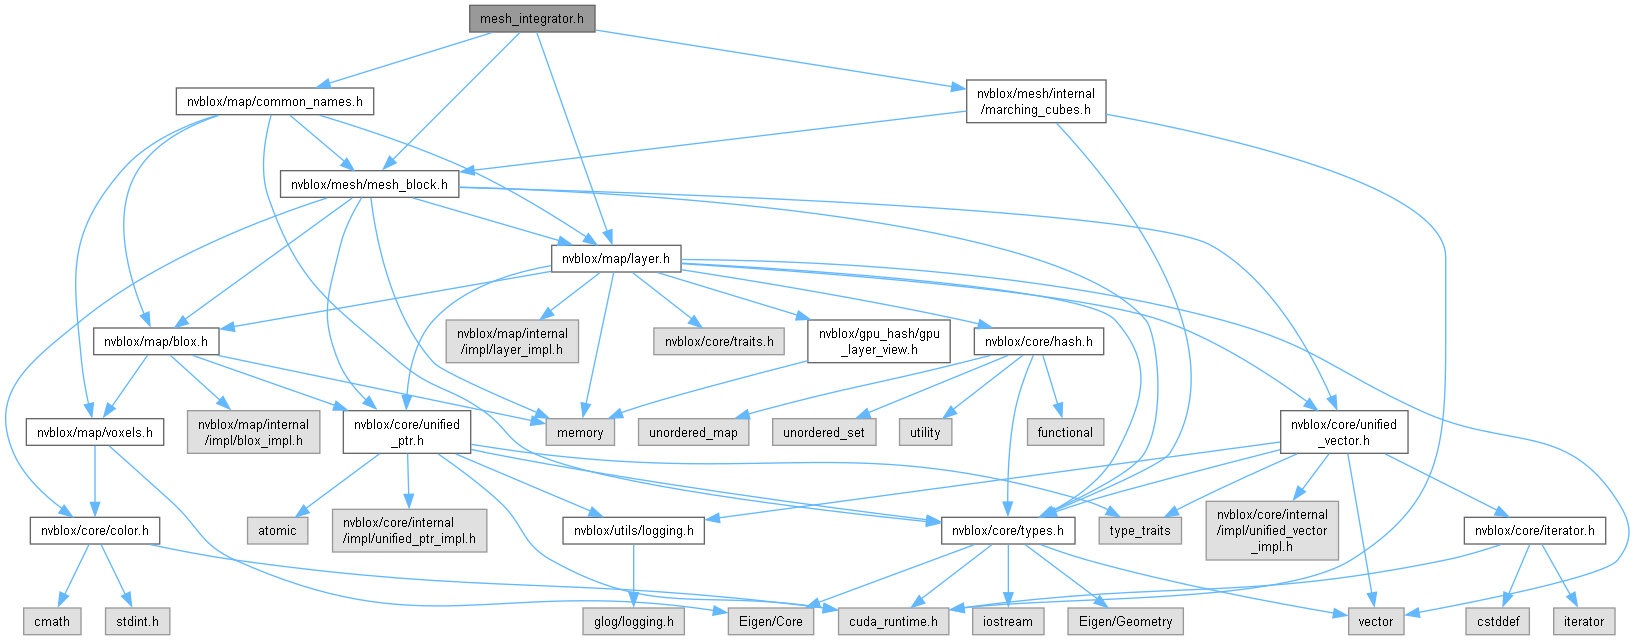 mesh_integrator.h
nvblox/map/common_names.h
nvblox/mesh/internal
/marching_cubes.h
nvblox/mesh/mesh_block.h
nvblox/map/layer.h
nvblox/map/blox.h
nvblox/map/internal
/impl/layer_impl.h
nvblox/core/traits.h
nvblox/gpu_hash/gpu
_layer_view.h
nvblox/core/hash.h
nvblox/map/voxels.h
nvblox/map/internal
/impl/blox_impl.h
nvblox/core/unified
_ptr.h
memory
unordered_map
unordered_set
utility
functional
nvblox/core/unified
_vector.h
nvblox/core/color.h
atomic
nvblox/core/internal
/impl/unified_ptr_impl.h
nvblox/utils/logging.h
nvblox/core/types.h
type_traits
nvblox/core/internal
/impl/unified_vector
_impl.h
nvblox/core/iterator.h
cmath
stdint.h
glog/logging.h
Eigen/Core
cuda_runtime.h
iostream
Eigen/Geometry
vector
cstddef
iterator